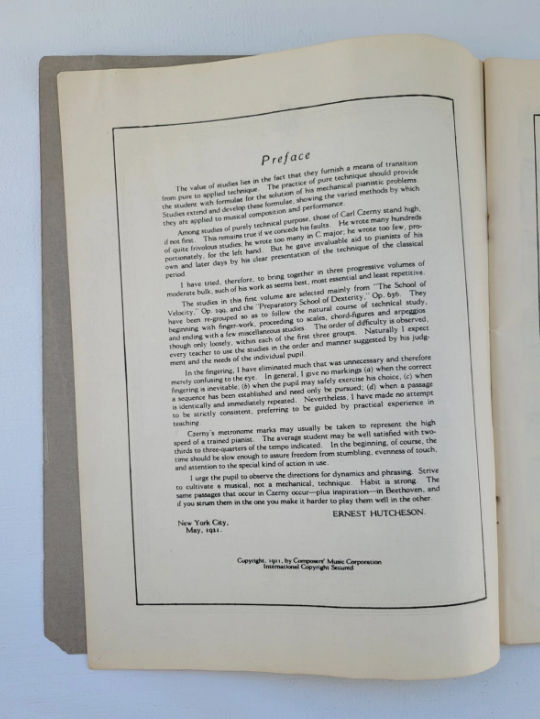 Preface
The value of studies lies in the fact that they furnish a means of transition
from pure to applied technique. The practice of pure technique should provide
the student with formulae for the solution of his mechanical pianistic problems.
Studies extend and develop these formulae, showing the varied methods by which
they are applied to musical composition and performance.
Among studies of purely technical purpose, those of Carl Czerny stand high,
if not first. This remains true if we concede his faults. He wrote many hundreds
of quite frivolous studies; he wrote too many in C major; he wrote too few, pro-
portionately, for the left hand. But he gave invaluable aid to pianists of his
own and later days by his clear presentation of the technique of the classical
period.
I have tried, therefore, to bring together in three progressive volumes of
moderate bulk, such of his work as seems best, most essential and least repetitive.
The studies in this first volume are selected mainly from "The School of
Velocity," Op. 299, and the "Preparatory School of Dexterity," Op. 636. They
have been re-grouped so as to follow the natural course of technical study,
beginning with finger-work, proceeding to scales, chord-figures and arpeggios
and ending with a few miscellaneous studies. The order of difficulty is observed,
though only loosely, within each of the first three groups. Naturally I expect
every teacher to use the studies in the order and manner suggested by his judg-
ment and the needs of the individual pupil.
In the fingering, I have eliminated much that was unnecessary and therefore
merely confusing to the eye. In general, I give no markings (a) when the correct
fingering is inevitable; (b) when the pupil may safely exercise his choice, (c) when
a sequence has been established and need only be pursued; (d) when a passage
is identically and immediately repeated. Nevertheless, I have made no attempt
to be strictly consistent, preferring to be guided by practical experience in
teaching.
Czerny's metronome marks may usually be taken to represent the high
speed of a trained pianist. The average student may be well satisfied with two-
thirds to three-quarters of the tempo indicated. In the beginning, of course, the
time should be slow enough to assure freedom from stumbling, evenness of touch,
and attention to the special kind of action in use.
I urge the pupil to observe the directions for dynamics and phrasing. Strive
to cultivate a musical, not a mechanical, technique. Habit is strong. The
same passages that occur in Czerny occur—plus inspiration—in Beethoven, and
if you strum them in the one you make it harder to play them well in the other.
ERNEST HUTCHESON.
New York City,
May, 1921.
Copyright, 1921, by Composers' Music Corporation
International Copyright Secured